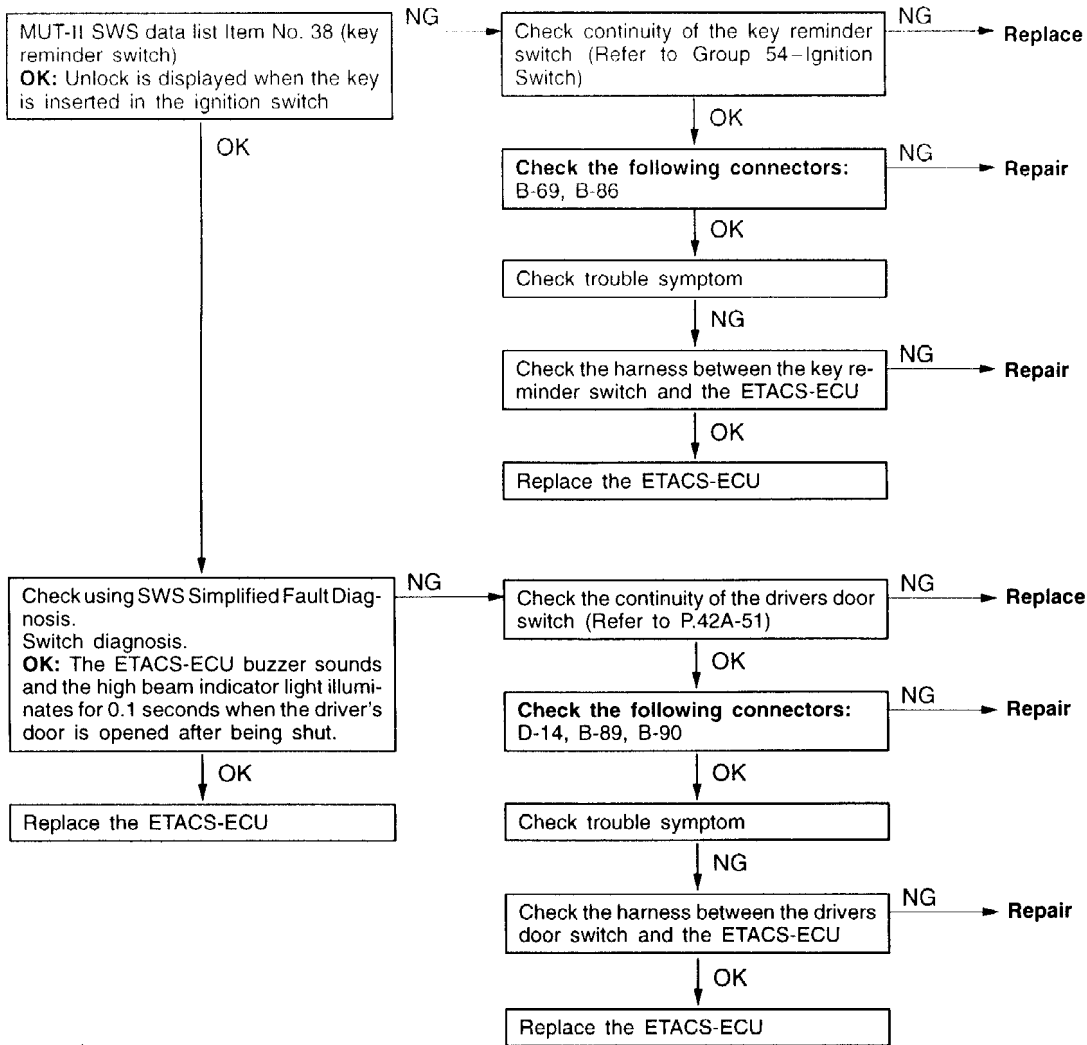 MUT-II SWS data list Item No. 38 (key
reminder switch)
OK: Unlock is displayed when the key
is inserted in the ignition switch
NG
Check continuity of the key reminder
switch (Refer to Group 54–Ignition
Switch)
NG
Replace
OK
OK
Check the following connectors:
B-69, B-86
NG
Repair
OK
Check trouble symptom
NG
Check the harness between the key re-
minder switch and the ETACS-ECU
NG
Repair
OK
Replace the ETACS-ECU
Check using SWS Simplified Fault Diag-
nosis.
Switch diagnosis.
OK: The ETACS-ECU buzzer sounds
and the high beam indicator light illumi-
nates for 0.1 seconds when the driver's
door is opened after being shut.
NG
Check the continuity of the drivers door
switch (Refer to P.42A-51)
NG
Replace
OK
Check the following connectors:
D-14, B-89, B-90
NG
Repair
OK
Replace the ETACS-ECU
OK
Check trouble symptom
NG
Check the harness between the drivers
door switch and the ETACS-ECU
NG
Repair
OK
Replace the ETACS-ECU